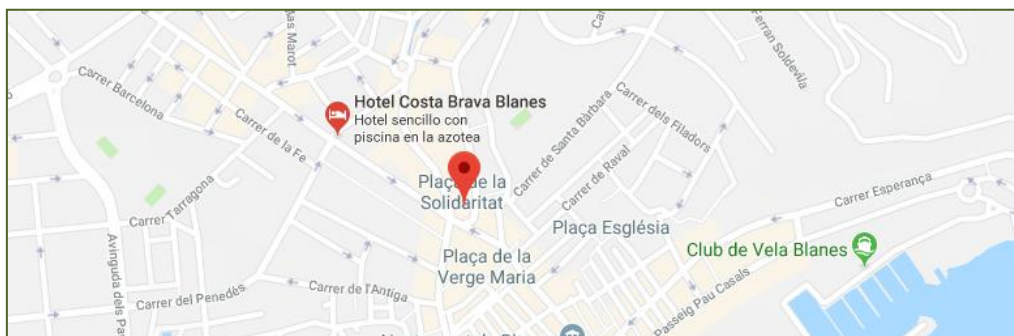 Mas Marot
Ferran Soldevila
Carrer Barcelona
Hotel Costa Brava Blanes
Hotel sencillo con
piscina en la azotea
Carrer de la Fe
Carrer de Santa Bàrbara
Carrer dels Filadors
Carrer de Raval
Plaça de la
Solidaritat
Carrer Tarragona
Carrer Esperança
Plaça Església
Avinguda dels Pa
Plaça de la
Verge Maria
Club de Vela Blanes
Carrer del Penedès
Carrer de l'Antiga
Passeig Pau Casals